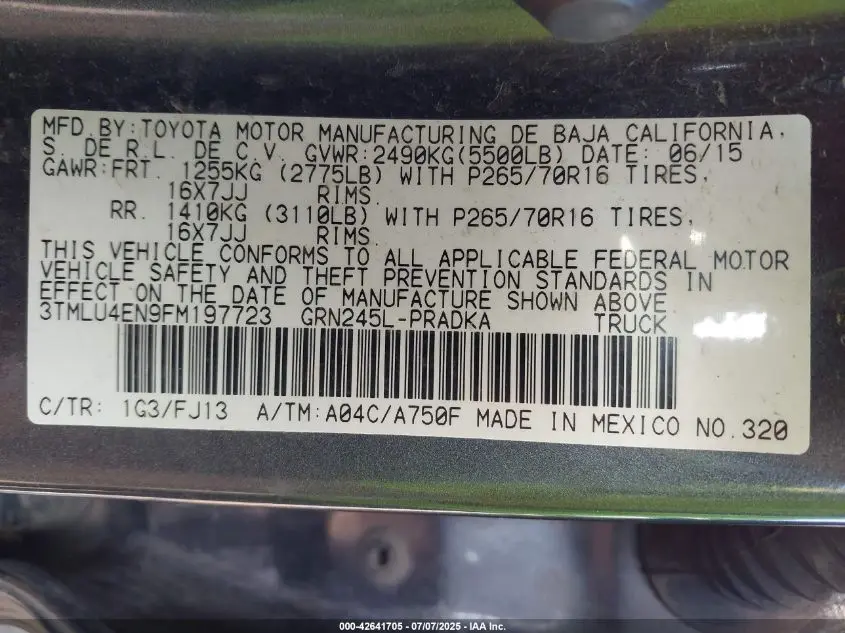 MFD. BY: TOYOTA MOTOR MANUFACTURING DE BAJA CALIFORNIA,
S. DE R.L. DE C.V. GVWR:2490KG(5500LB) DATE: 06/15
GAWR:FRT. 1255KG (2775LB) WITH P265/70R16 TIRES,
16X7JJ RIMS.
RR. 1410KG (3110LB) WITH P265/70R16 TIRES,
16X7JJ RIMS.
THIS VEHICLE CONFORMS TO ALL APPLICABLE FEDERAL MOTOR
VEHICLE SAFETY AND THEFT PREVENTION STANDARDS IN
EFFECT ON THE DATE OF MANUFACTURE SHOWN ABOVE.
3TMLU4EN9FM197723 GRN245L-PRADKA TRUCK
C/TR: 1G3/FJ13 A/TM:A04C/A750F MADE IN MEXICO NO.320
000-42641705 - 07/07/2025 - IAA Inc.